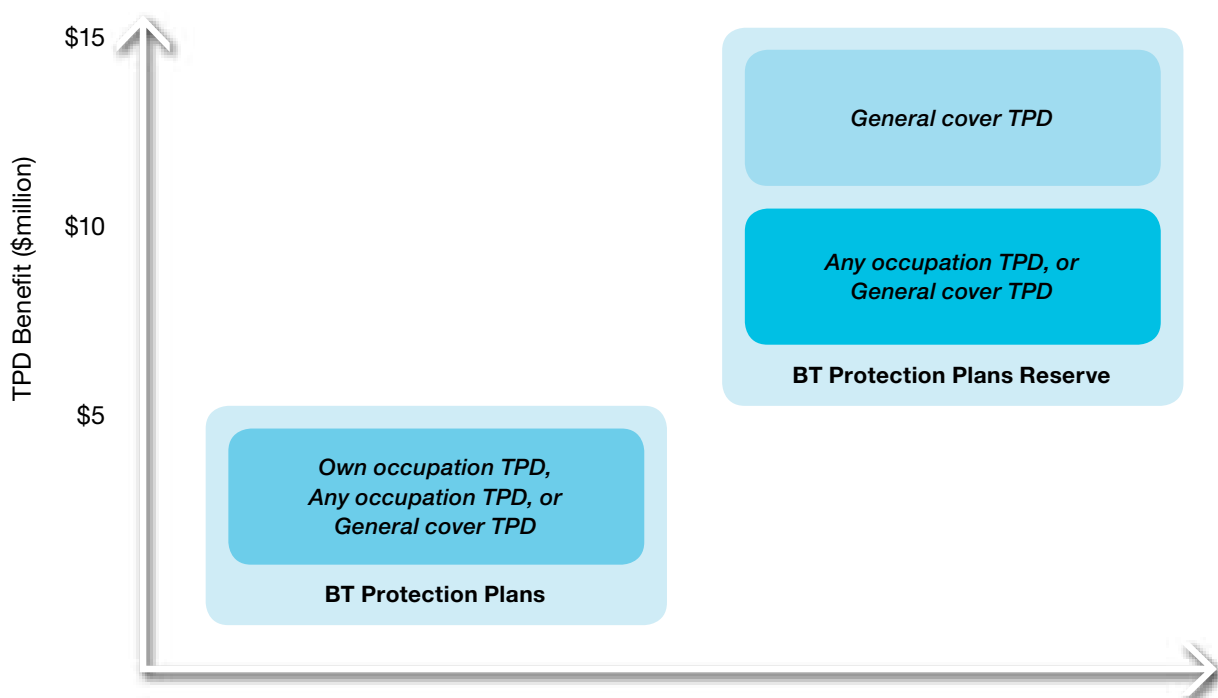 $15
$10
$5
TPD Benefit ($million)
General cover TPD
Any occupation TPD, or
General cover TPD
BT Protection Plans Reserve
Own occupation TPD,
Any occupation TPD, or
General cover TPD
BT Protection Plans